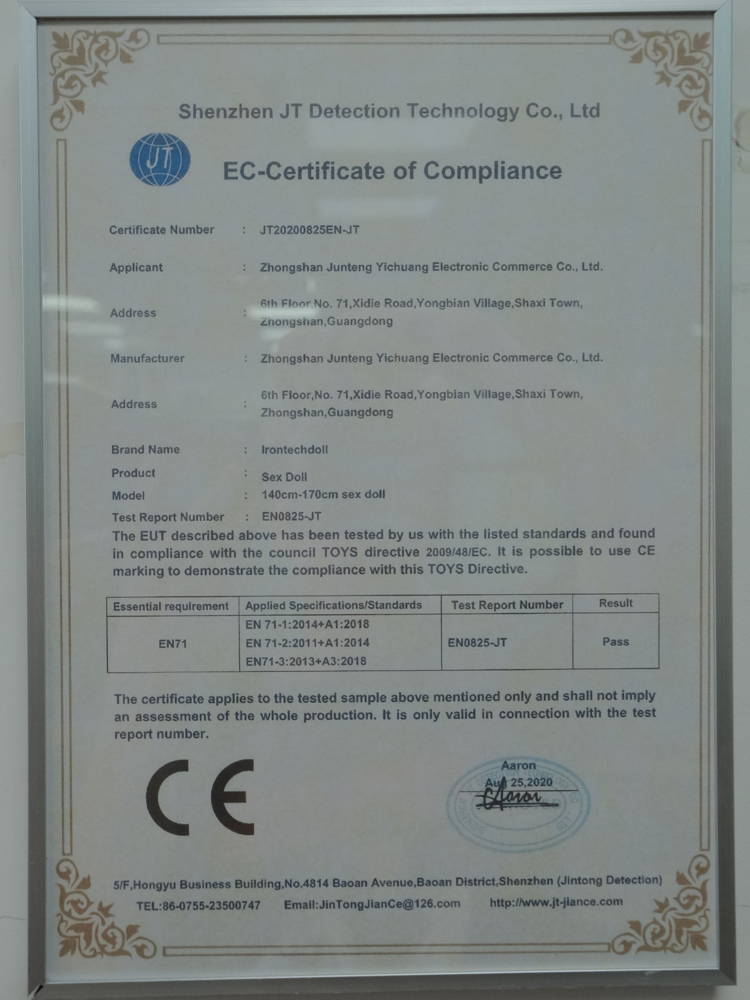 Shenzhen JT Detection Technology Co., Ltd
JT
EC-Certificate of Compliance
Certificate Number : JT20200825EN-JT
Applicant : Zhongshan Junteng Yichuang Electronic Commerce Co., Ltd.
Address : 6th Floor,No. 71,Xidie Road,Yongbian Village,Shaxi Town,
Zhongshan,Guangdong
Manufacturer : Zhongshan Junteng Yichuang Electronic Commerce Co., Ltd.
Address : 6th Floor,No. 71,Xidie Road,Yongbian Village,Shaxi Town,
Zhongshan,Guangdong
Brand Name : Irontechdoll
Product : Sex Doll
Model : 140cm-170cm sex doll
Test Report Number : EN0825-JT
The EUT described above has been tested by us with the listed standards and found
in compliance with the council TOYS directive 2009/48/EC. It is possible to use CE
marking to demonstrate the compliance with this TOYS Directive.
Essential requirement Applied Specifications/Standards Test Report Number Result
EN 71-1:2014+A1:2018
EN71 EN 71-2:2011+A1:2014 EN0825-JT Pass
EN71-3:2013+A3:2018
The certificate applies to the tested sample above mentioned only and shall not imply
an assessment of the whole production. It is only valid in connection with the test
report number.
CE
Aaron
Aug 25,2020
Aaron
5/F,Hongyu Business Building,No.4814 Baoan Avenue,Baoan District,Shenzhen (Jintong Detection)
TEL:86-0755-23500747 Email:JinTongJianCe@126.com http://www.jt-jiance.com